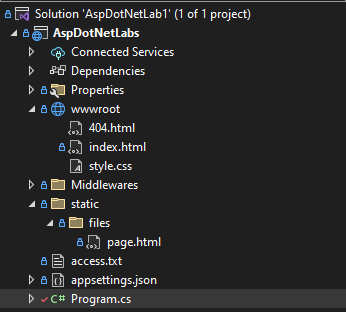 Solution 'AspDotNetLab1' (1 of 1 project)
AspDotNetLabs
Connected Services
Dependencies
Properties
wwwroot
404.html
index.html
style.css
Middlewares
static
files
page.html
access.txt
appsettings.json
C# Program.cs